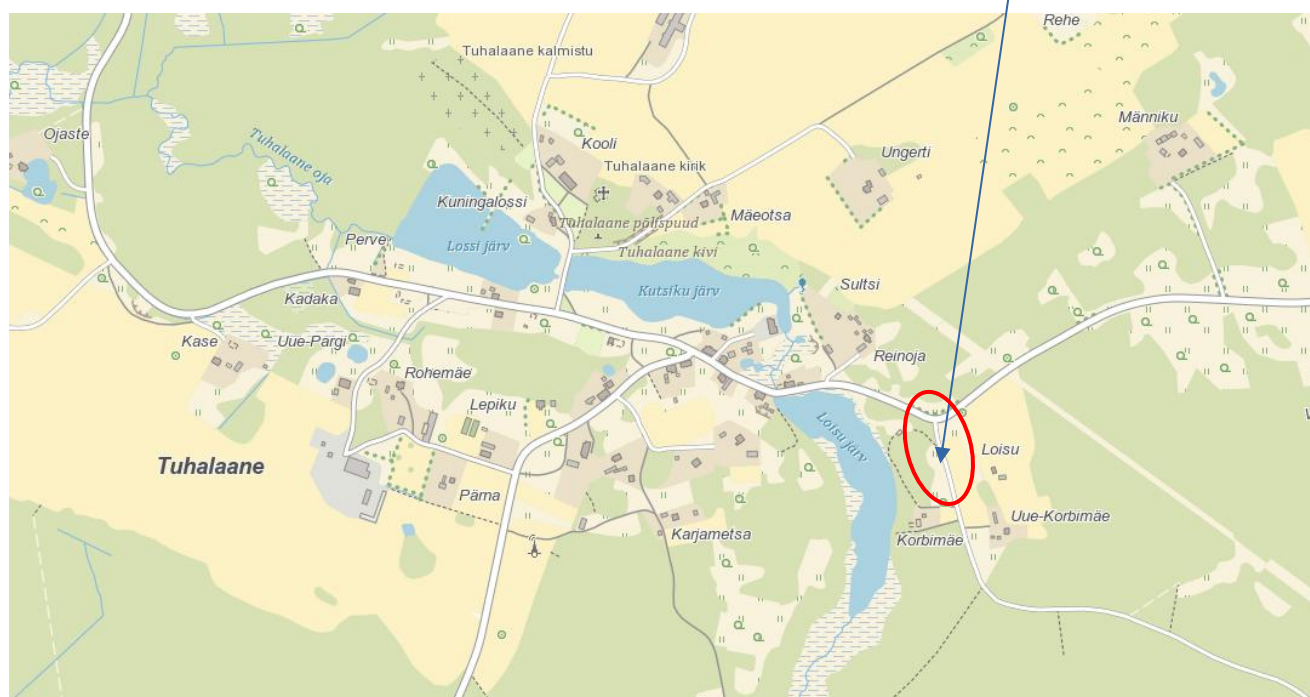 Rehe
Tuhalaane kalmistu
Männiku
Ojaste
Tuhalaane oja
Kooli
Ungerti
Tuhalaane kirik
Kuningalossi
Mäeotsa
Tuhalaane põlispuud
Perve
Lossi järv
Tuhalaane kivi
Kutsiku järv
Sultsi
Kadaka
Kase
Uue-Pärgi
Reinoja
Rohemäe
Lepiku
Loisu järv
Loisu
Tuhalaane
Pärna
Uue-Korbimäe
Karjametsa
Korbimäe